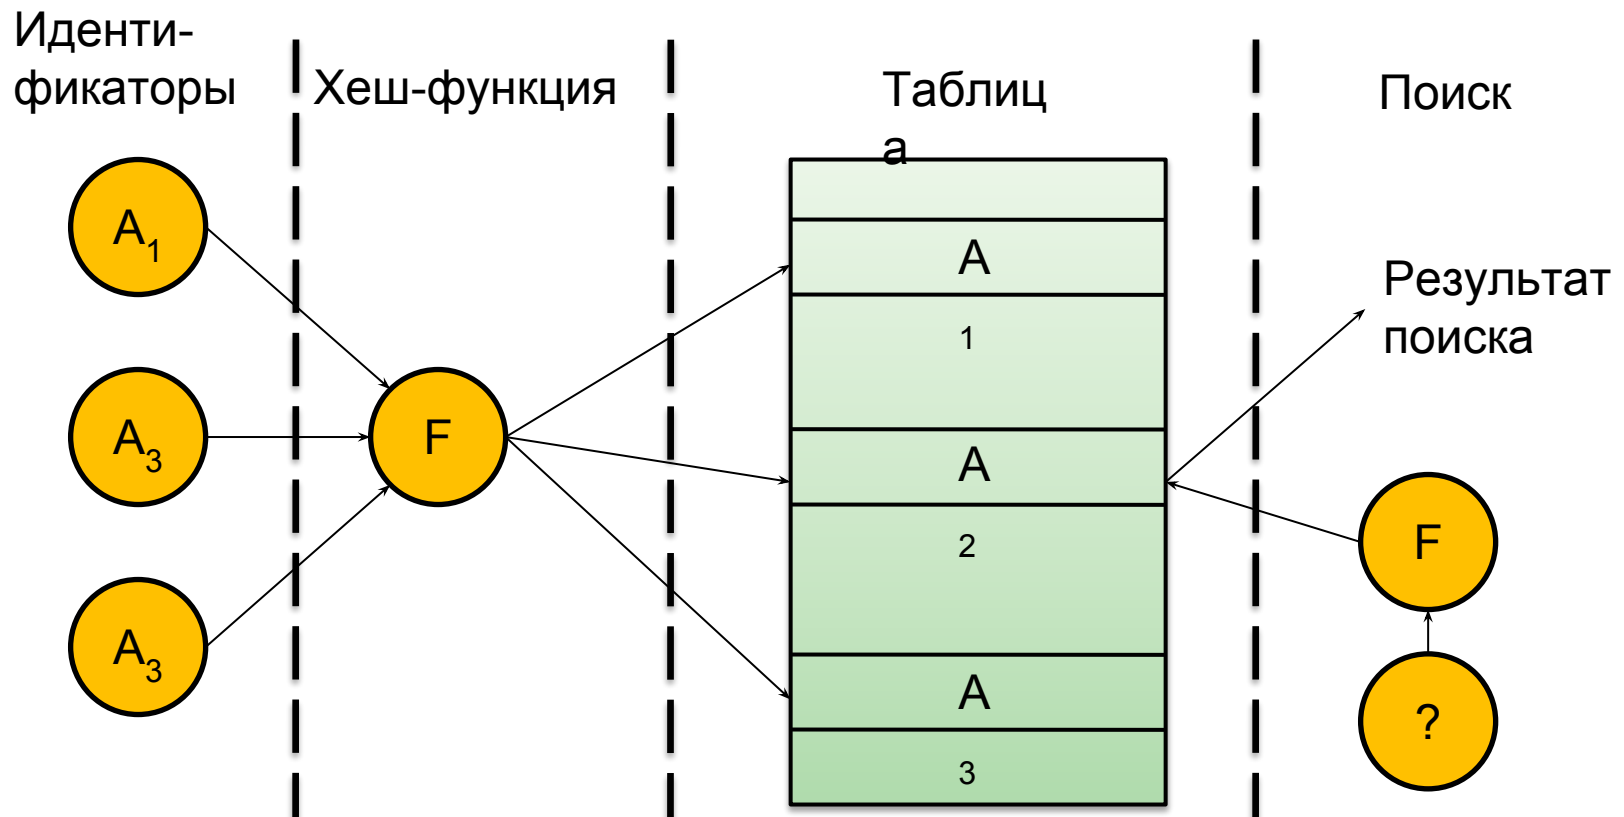 Иденти-
фикаторы
Хеш-функция
Таблиц
а
Поиск
A1
A3
A3
F
A
1
A
2
A
3
Результат
поиска
F
?